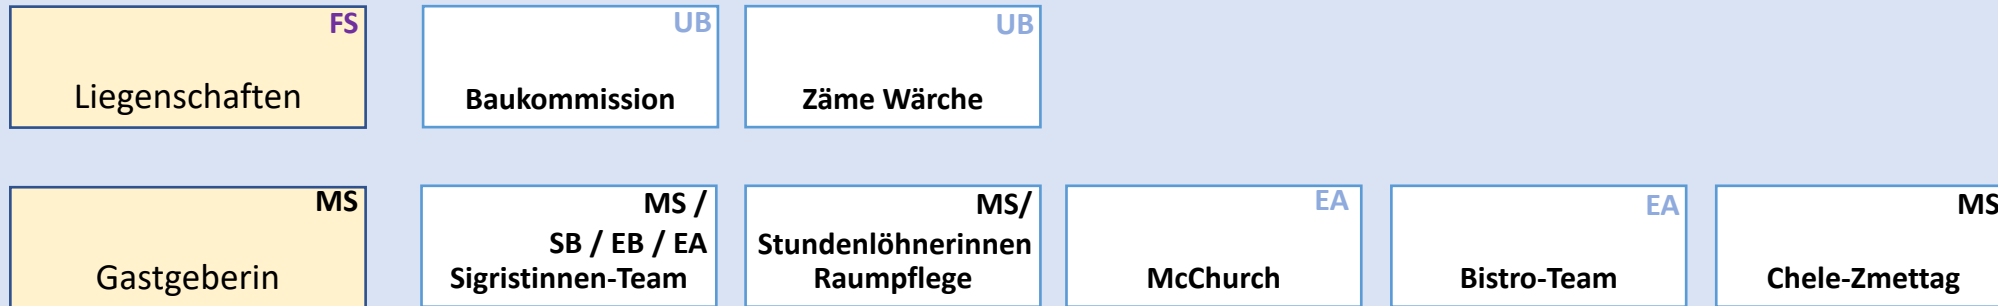 FS
Liegenschaften
UB
Baukommission
UB
Zäme Wärche
MS
Gastgeberin
MS /
SB / EB / EA
Sigristinnen-Team
MS/
Stundenlöhnerinnen
Raumpflege
EA
McChurch
EA
Bistro-Team
MS
Chele-Zmettag